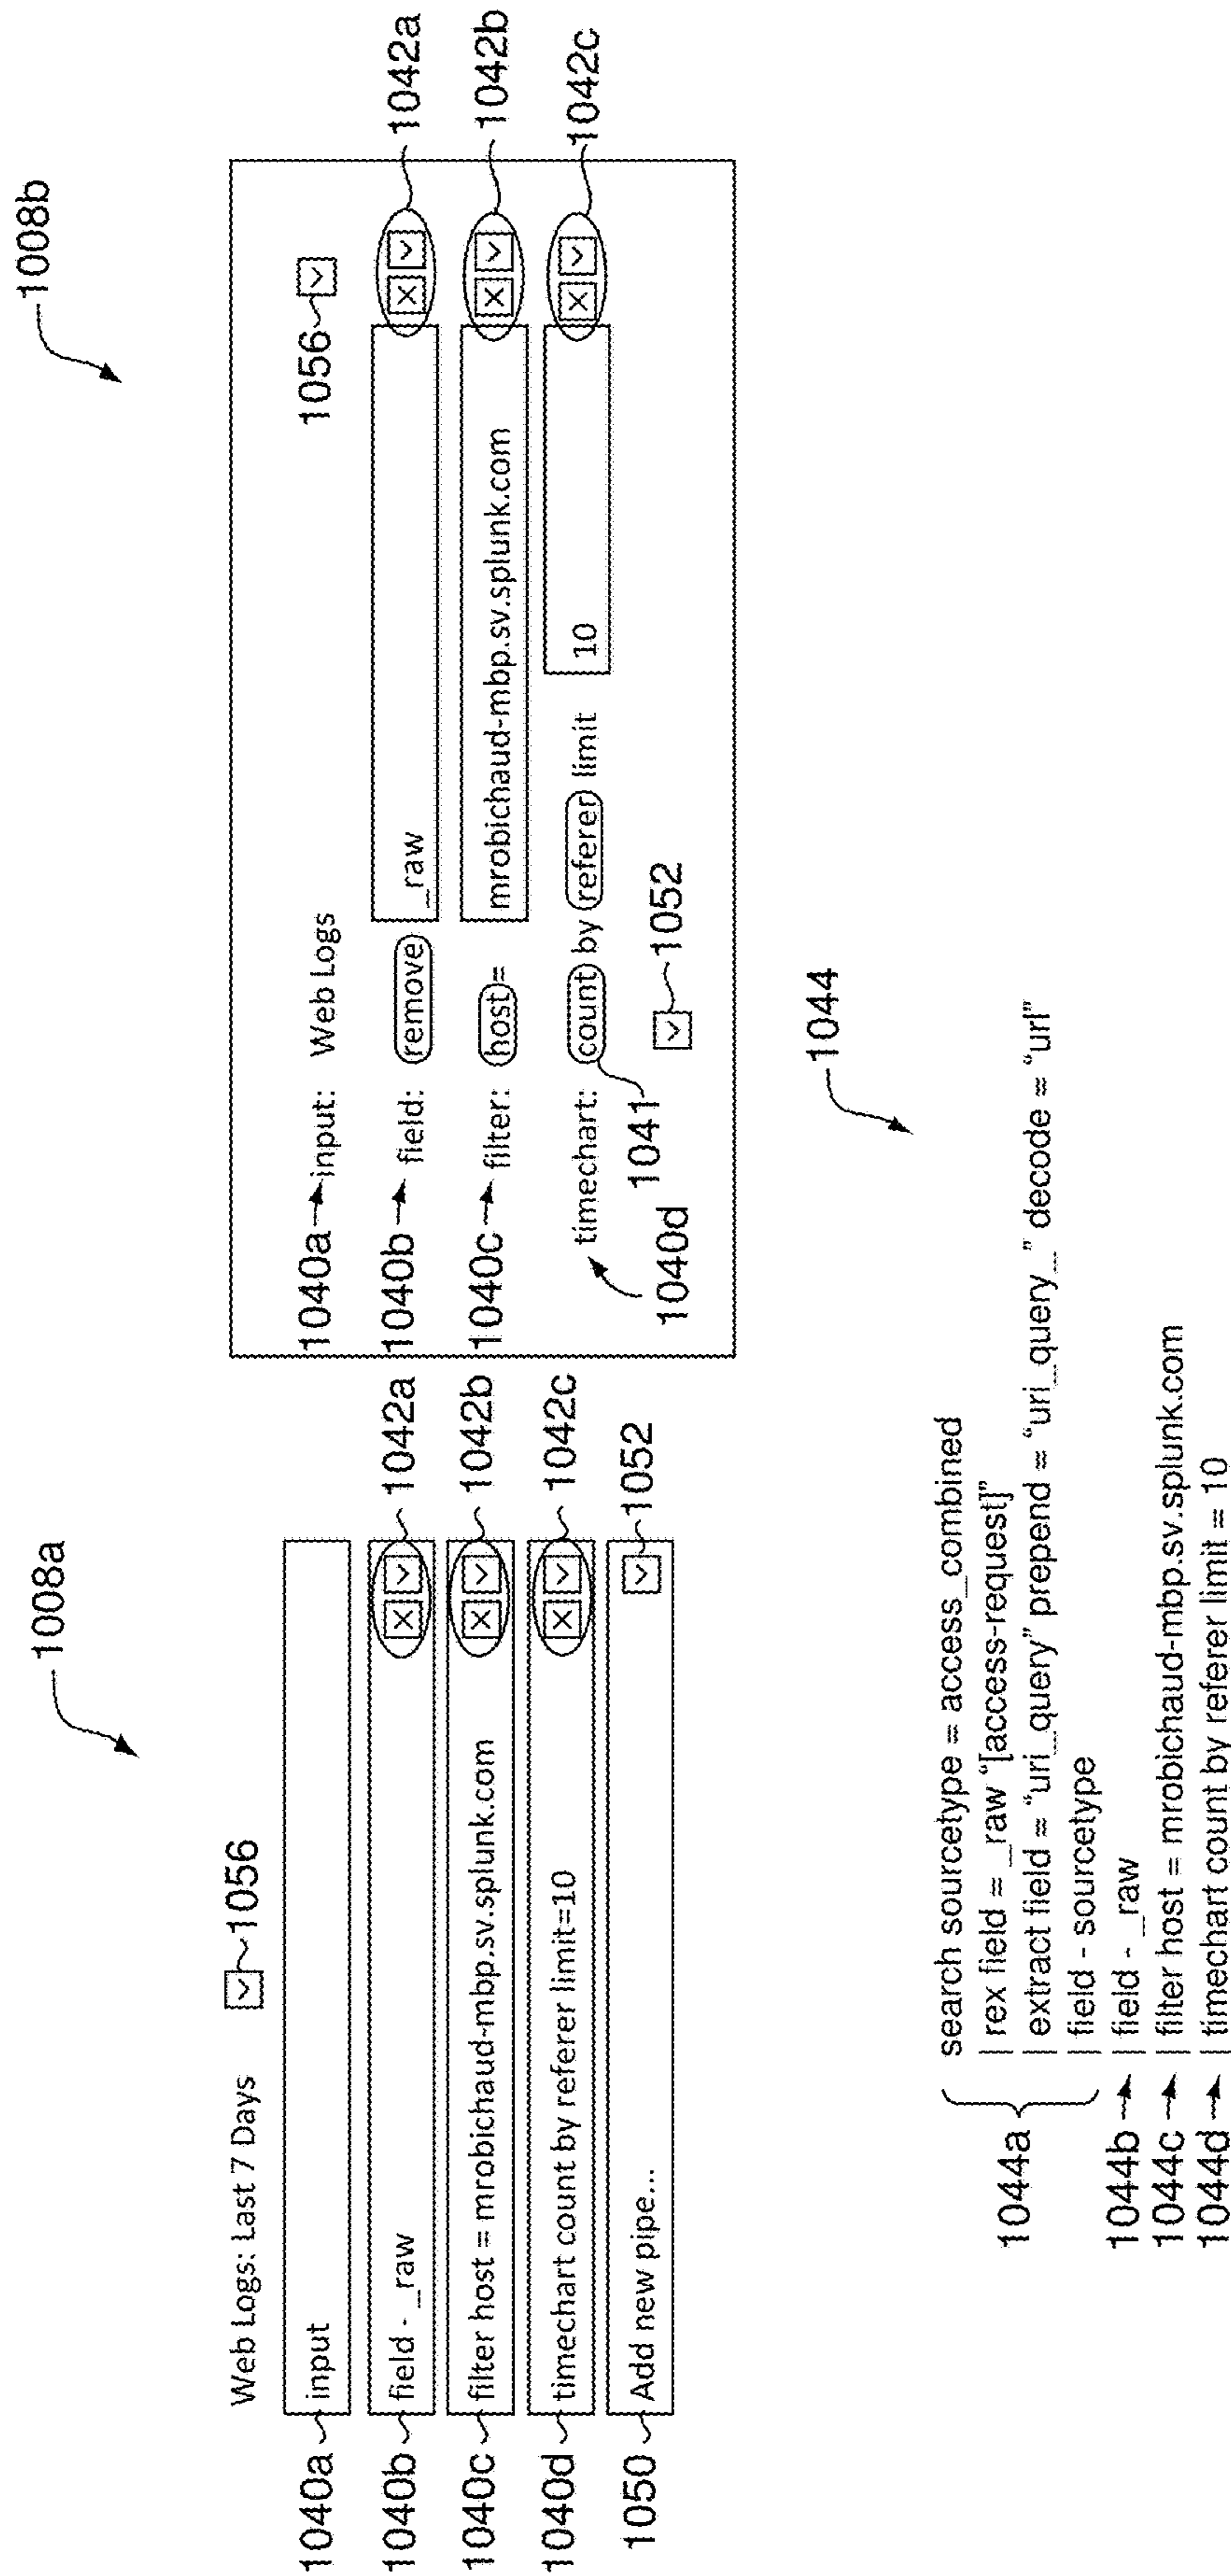 1008a
Web Logs: Last 7 Days 1056
1040a input
1040b field - _raw 1042a
1040c filter host = mrobichaud-mbp.sv.splunk.com 1042b
1040d timechart count by referer limit=10 1042c
1050 Add new pipe... 1052
1008b
1056
1040a input: Web Logs
1040b field: remove _raw 1042a
1040c filter: host = mrobichaud-mbp.sv.splunk.com 1042b
timechart: count by referer limit 10 1042c
1040d 1041 1052
1044
search sourcetype = access_combined
| rex field = _raw “[access-request]”
1044a | extract field = “uri_query” prepend = “uri_query_” decode = “url”
| field - sourcetype
1044b | field - _raw
1044c | filter host = mrobichaud-mbp.sv.splunk.com
1044d | timechart count by referer limit = 10